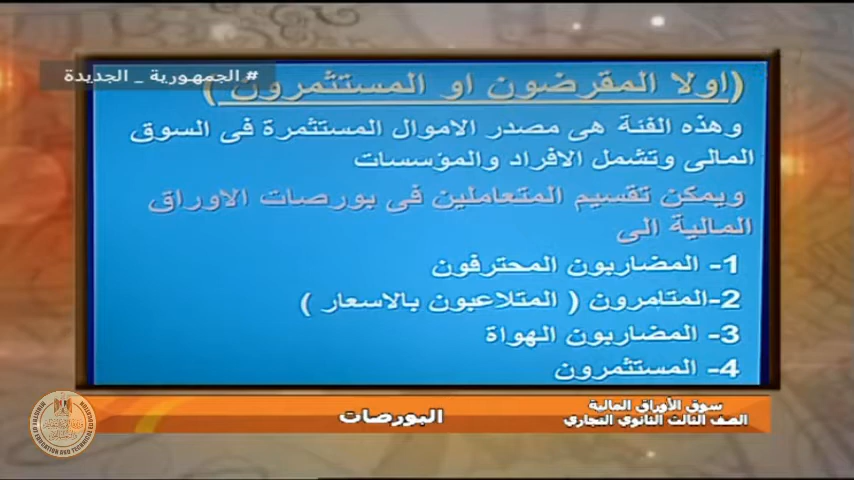 # الجمهورية _ الجديدة
(اولا المقرضون او المستثمرون)
وهذه الفئة هى مصدر الاموال المستثمرة فى السوق
المالى وتشمل الافراد والمؤسسات
ويمكن تقسيم المتعاملين فى بورصات الاوراق
المالية الى
1- المضاربون المحترفون
2-المتامرون ( المتلاعبون بالاسعار )
3- المضاربون الهواة
4- المستثمرون
سوق الأوراق المالية
الصف الثالث الثانوي التجاري
البورصات